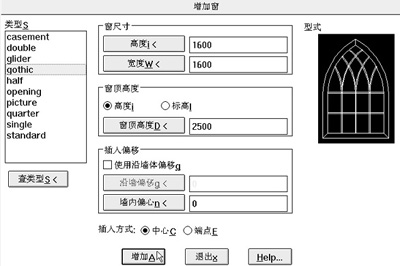 增加窗
类型S
casement
double
glider
gothic
half
opening
picture
quarter
single
standard
查类型S <
窗尺寸
高度i < 1600
宽度W < 1600
窗顶高度
高度i 标高l
窗顶高度D < 2500
插入偏移
使用沿墙体偏移g
沿墙偏移g <
墙内偏心n < 0
插入方式: 中心C 端点E
增加A 退出x Help...
型式